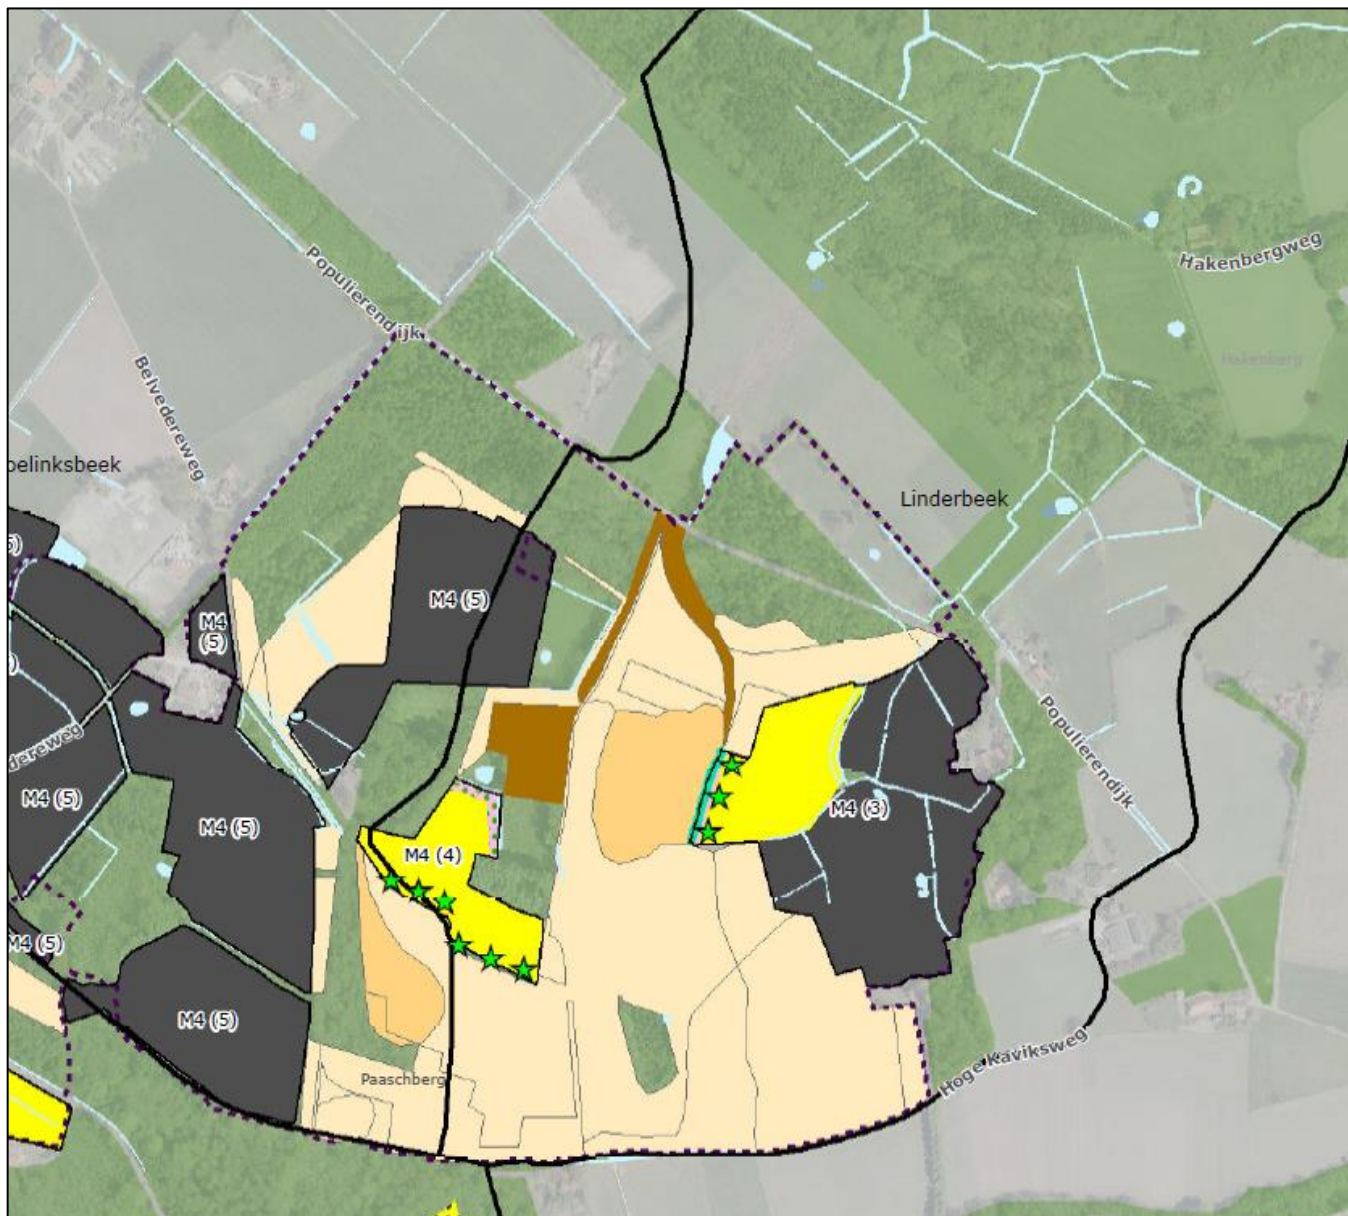 Hakenbergweg
Populierendijk
Hakenberg
Belvedereweg
belinksbeek
Linderbeek
M4 (5)
M4
(5)
Populierendijk
dereweg
M4 (5)
M4 (5)
M4 (3)
M4 (4)
M4 (5)
M4 (5)
Hoge Kaviksweg
Paaschberg